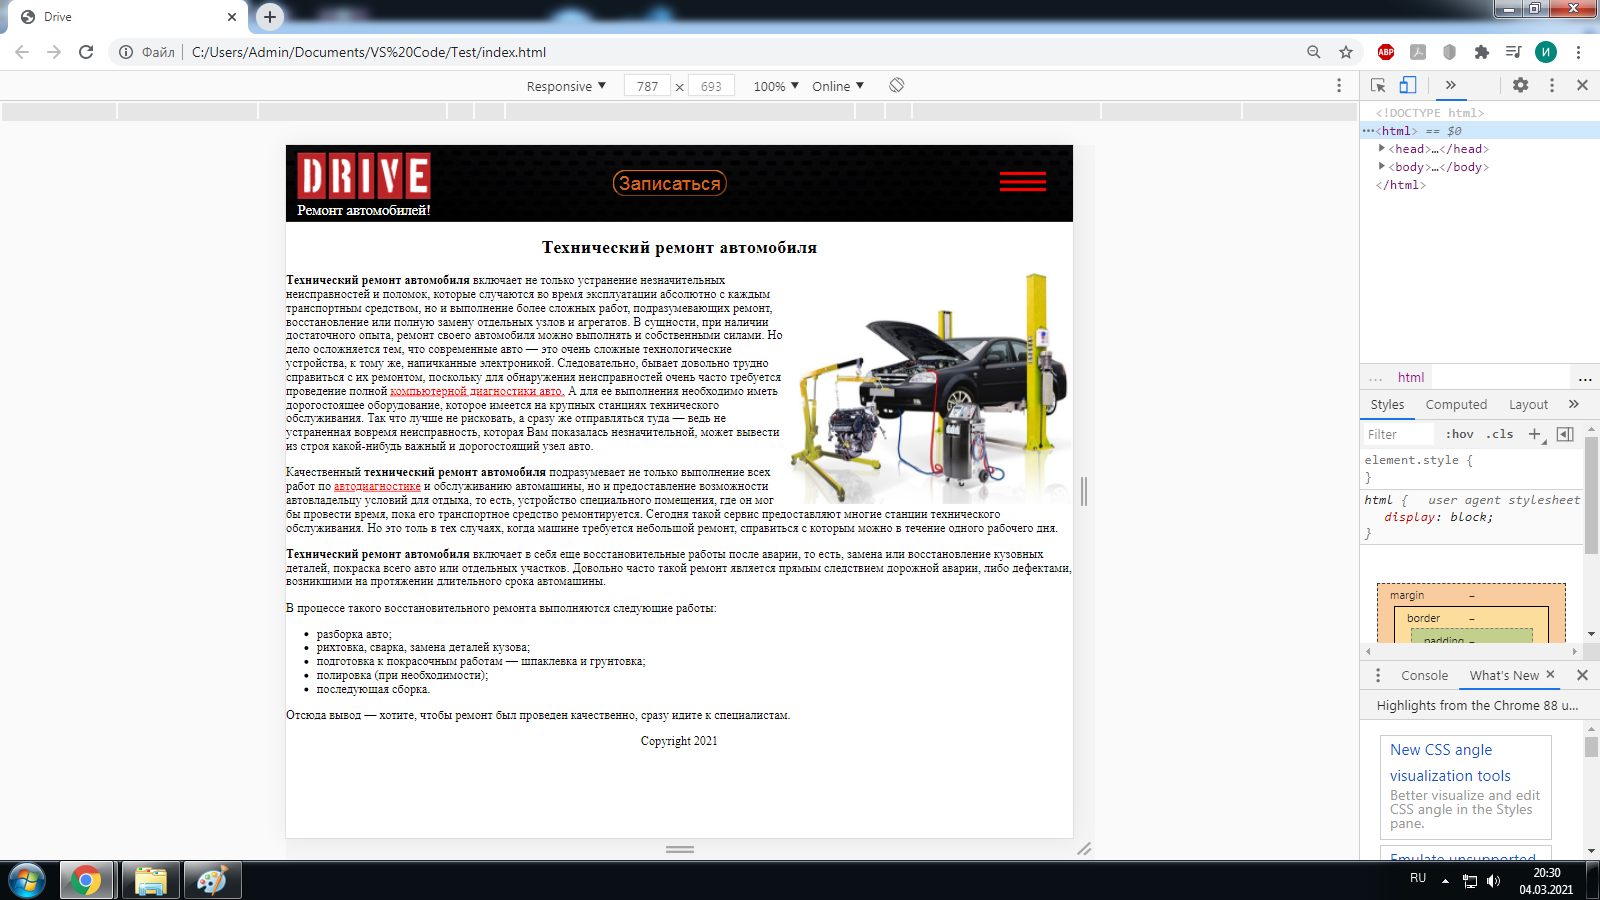 Drive
Файл
C:/Users/Admin/Documents/VS%20Code/Test/index.html
ABP
И
Responsive ▼ 787 × 693 100% ▼ Online ▼
DRIVE
Ремонт автомобилей!
Записаться
Технический ремонт автомобиля
Технический ремонт автомобиля включает не только устранение незначительных
неисправностей и поломок, которые случаются во время эксплуатации абсолютно с каждым
транспортным средством, но и выполнение более сложных работ, подразумевающих ремонт,
восстановление или полную замену отдельных узлов и агрегатов. В сущности, при наличии
достаточного опыта, ремонт своего автомобиля можно выполнять и собственными силами. Но
дело осложняется тем, что современные авто — это очень сложные технологические
устройства, к тому же, напичканные электроникой. Следовательно, бывает довольно трудно
справиться с их ремонтом, поскольку для обнаружения неисправностей очень часто требуется
проведение полной компьютерной диагностики авто. А для ее выполнения необходимо иметь
дорогостоящее оборудование, которое имеется на крупных станциях технического
обслуживания. Так что лучше не рисковать, а сразу же отправляться туда — ведь не
устраненная вовремя неисправность, которая Вам показалась незначительной, может вывести
из строя какой-нибудь важный и дорогостоящий узел авто.
Качественный технический ремонт автомобиля подразумевает не только выполнение всех
работ по автодиагностике и обслуживанию автомашины, но и предоставление возможности
автовладельцу условий для отдыха, то есть, устройство специального помещения, где он мог
бы провести время, пока его транспортное средство ремонтируется. Сегодня такой сервис предоставляют многие станции технического
обслуживания. Но это толь в тех случаях, когда машине требуется небольшой ремонт, справиться с которым можно в течение одного рабочего дня.
Технический ремонт автомобиля включает в себя еще восстановительные работы после аварии, то есть, замена или восстановление кузовных
деталей, покраска всего авто или отдельных участков. Довольно часто такой ремонт является прямым следствием дорожной аварии, либо дефектами,
возникшими на протяжении длительного срока автомашины.
В процессе такого восстановительного ремонта выполняются следующие работы:
• разборка авто;
• рихтовка, сварка, замена деталей кузова;
• подготовка к покрасочным работам — шпаклевка и грунтовка;
• полировка (при необходимости);
• последующая сборка.
Отсюда вывод — хотите, чтобы ремонт был проведен качественно, сразу идите к специалистам.
Copyright 2021
<!DOCTYPE html>
···<html> == $0
<head>…</head>
<body>…</body>
</html>
... html ...
Styles Computed Layout »
Filter :hov .cls +
element.style {
}
html { user agent stylesheet
display: block;
}
margin –
border –
padding –
Console What's New ×
Highlights from the Chrome 88 u...
New CSS angle
visualization tools
Better visualize and edit
CSS angle in the Styles
pane.
Emulate unsupported
RU
20:30
04.03.2021